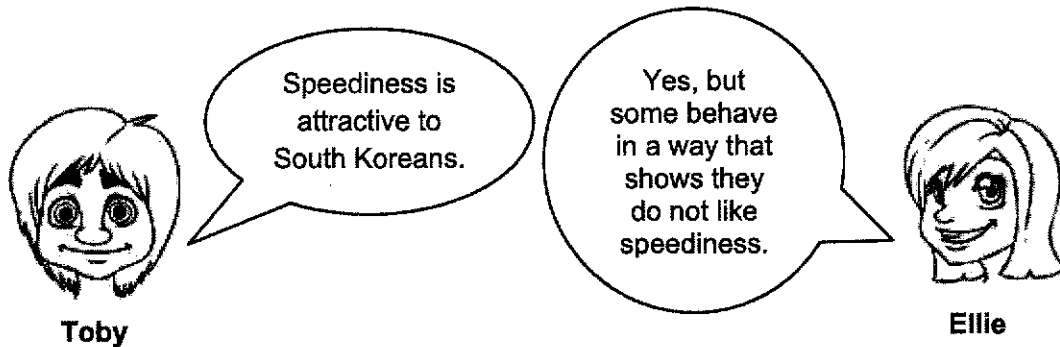 Speediness is
attractive to
South Koreans.
Yes, but
some behave
in a way that
shows they
do not like
speediness.
Toby
Ellie